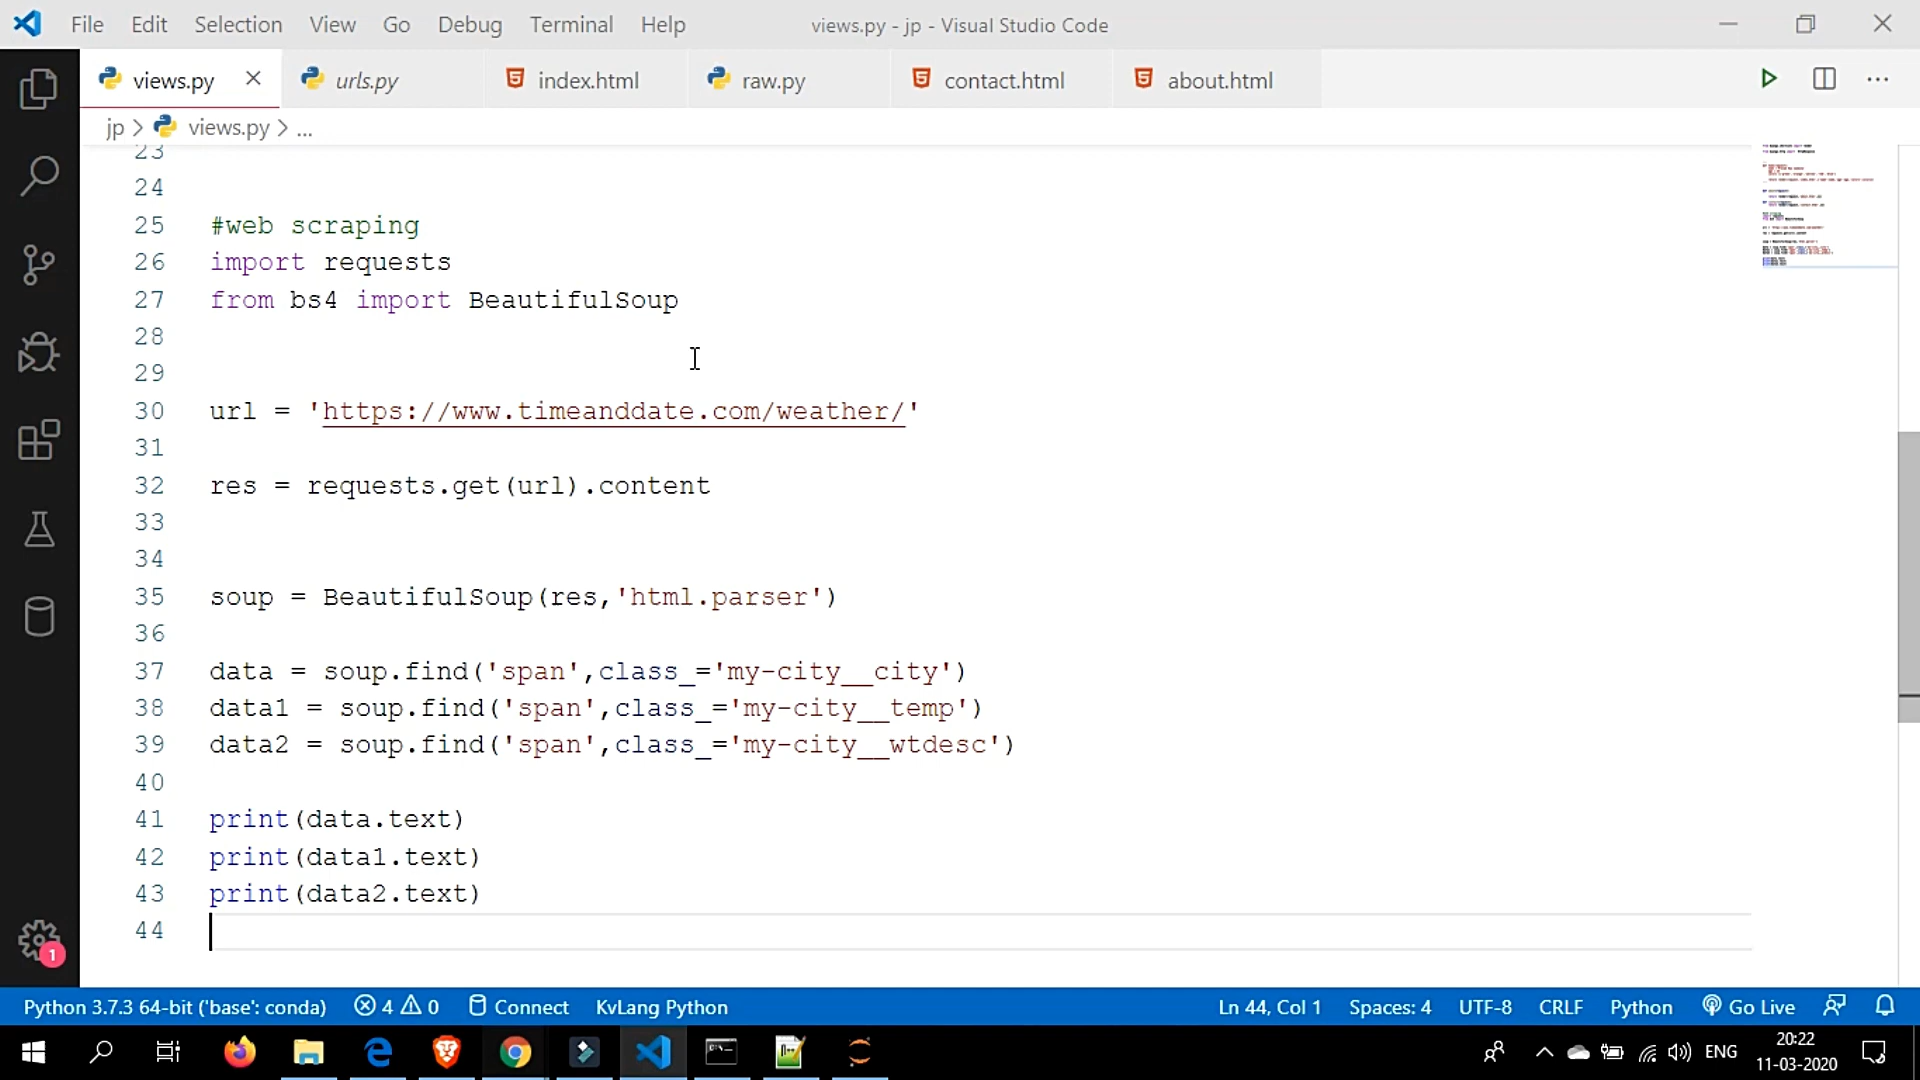 File Edit Selection View Go Debug Terminal Help views.py - jp - Visual Studio Code
views.py urls.py index.html raw.py contact.html about.html
jp > views.py > ...
23
24
25 #web scraping
26 import requests
27 from bs4 import BeautifulSoup
28
29
30 url = 'https://www.timeanddate.com/weather/'
31
32 res = requests.get(url).content
33
34
35 soup = BeautifulSoup(res,'html.parser')
36
37 data = soup.find('span',class_='my-city__city')
38 data1 = soup.find('span',class_='my-city__temp')
39 data2 = soup.find('span',class_='my-city__wtdesc')
40
41 print(data.text)
42 print(data1.text)
43 print(data2.text)
44
1
Python 3.7.3 64-bit ('base': conda) 4 0 Connect KvLang Python Ln 44, Col 1 Spaces: 4 UTF-8 CRLF Python Go Live
ENG 20:22
11-03-2020